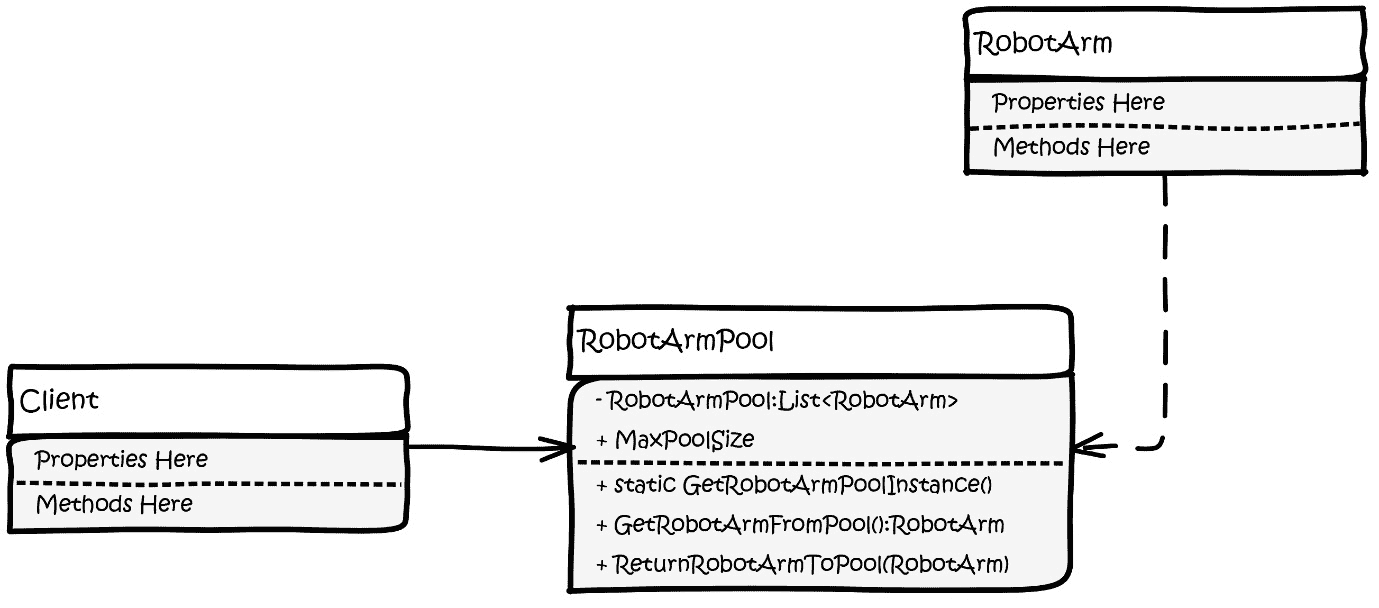 RobotArm
Properties Here
Methods Here
RobotArmPool
- RobotArmPool:List<RobotArm>
+ MaxPoolSize
+ static GetRobotArmPoolInstance()
+ GetRobotArmFromPool():RobotArm
+ ReturnRobotArmToPool(RobotArm)
Client
Properties Here
Methods Here